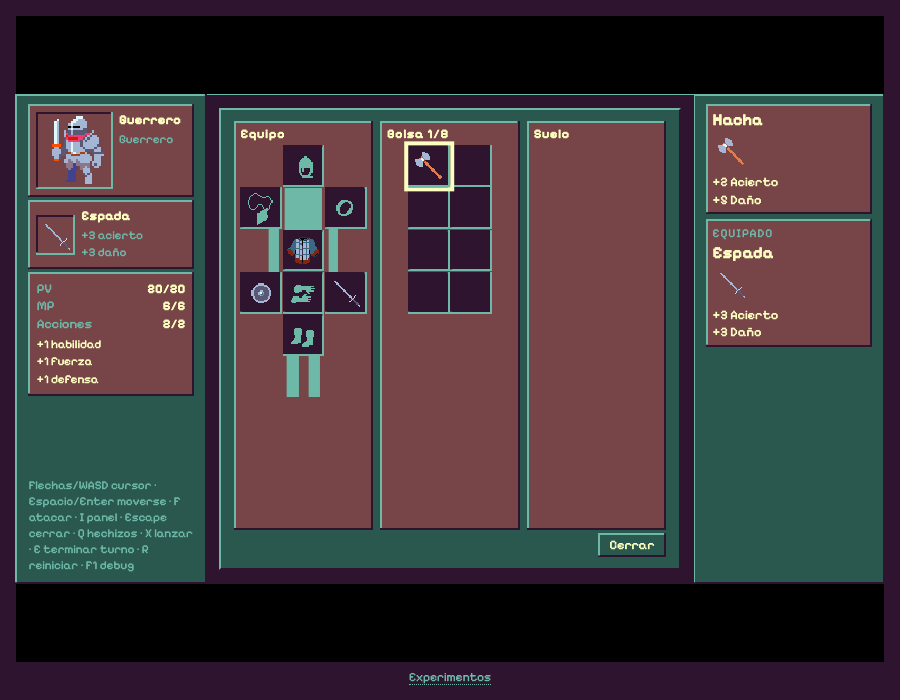 Guerrero
Guerrero
Espada
+3 acierto
+3 daño
PV 80/80
MP 6/6
Acciones 8/8
+1 habilidad
+1 fuerza
+1 defensa
Flechas/WASD cursor ·
Espacio/Enter moverse · F
atacar · I panel · Escape
cerrar · Q hechizos · X lanzar
· E terminar turno · R
reiniciar · F1 debug
Equipo
Bolsa 1/8
Suelo
Cerrar
Hacha
+2 Acierto
+8 Daño
EQUIPADO
Espada
+3 Acierto
+3 Daño
Experimentos